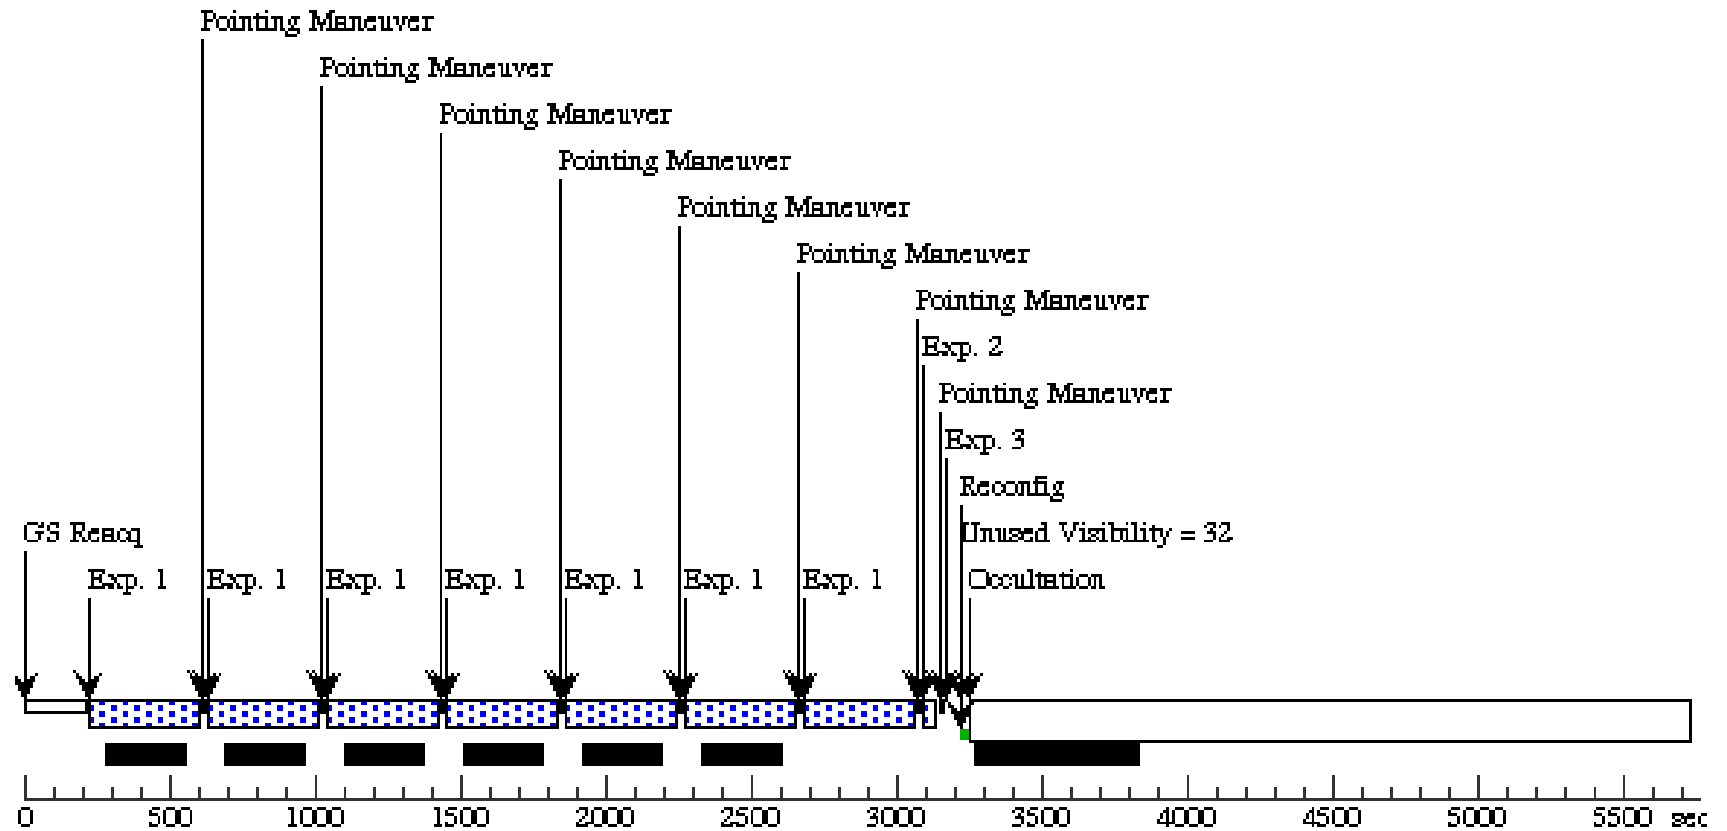 Pointing Maneuver
Pointing Maneuver
Pointing Maneuver
Pointing Maneuver
Pointing Maneuver
Pointing Maneuver
Pointing Maneuver
Exp. 2
Pointing Maneuver
Exp. 3
Reconfig
GS Reacq Unused Visibility = 32
Exp. 1 Exp. 1 Exp. 1 Exp. 1 Exp. 1 Exp. 1 Exp. 1 Occultation
0 500 1000 1500 2000 2500 3000 3500 4000 4500 5000 5500 sec